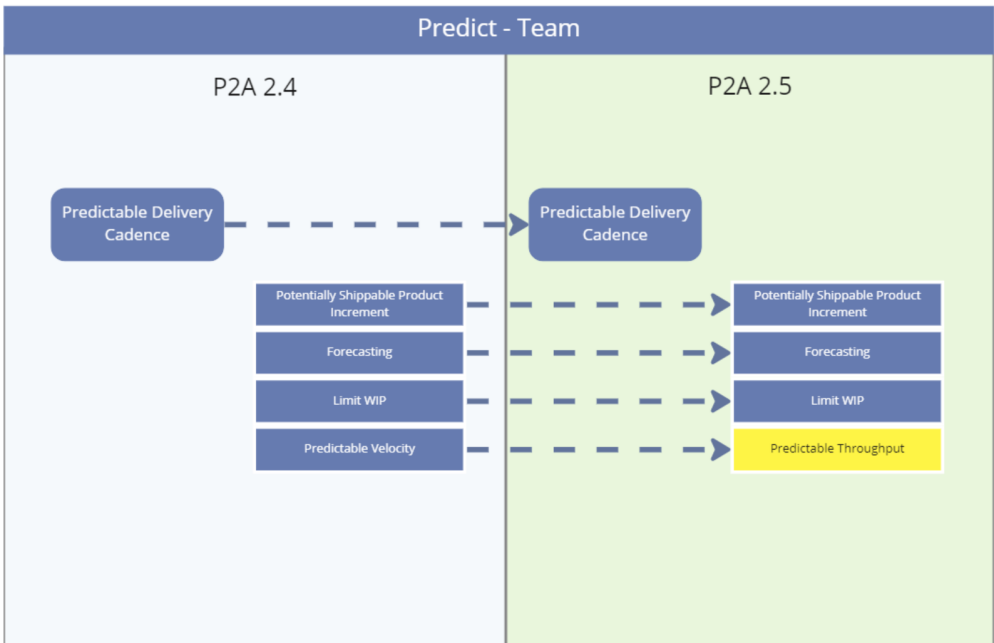 Predict - Team
P2A 2.4
P2A 2.5
Predictable Delivery
Cadence
Predictable Delivery
Cadence
Potentially Shippable Product
Increment
Potentially Shippable Product
Increment
Forecasting
Forecasting
Limit WIP
Limit WIP
Predictable Velocity
Predictable Throughput